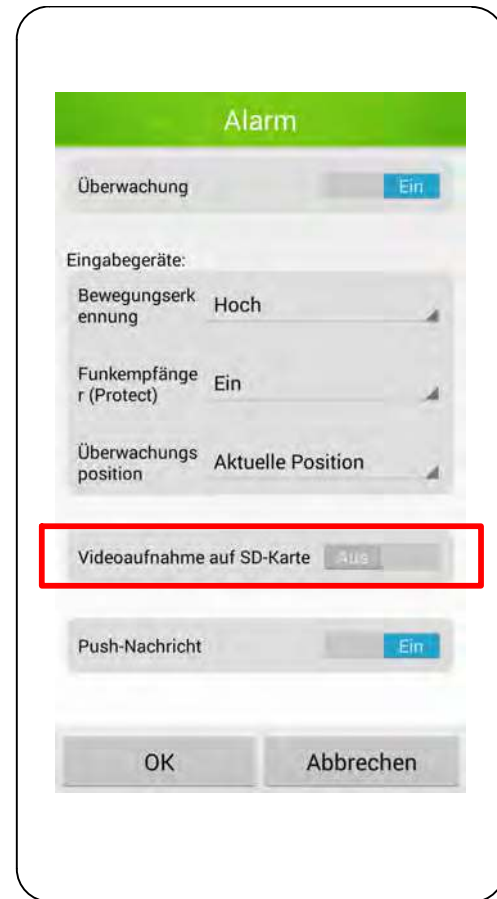 Alarm
Überwachung Ein
Eingabegeräte:
Bewegungserk
ennung
Hoch
Funkempfänge
r (Protect)
Ein
Überwachungs
position
Aktuelle Position
Videoaufnahme auf SD-Karte Aus
Push-Nachricht Ein
OK Abbrechen